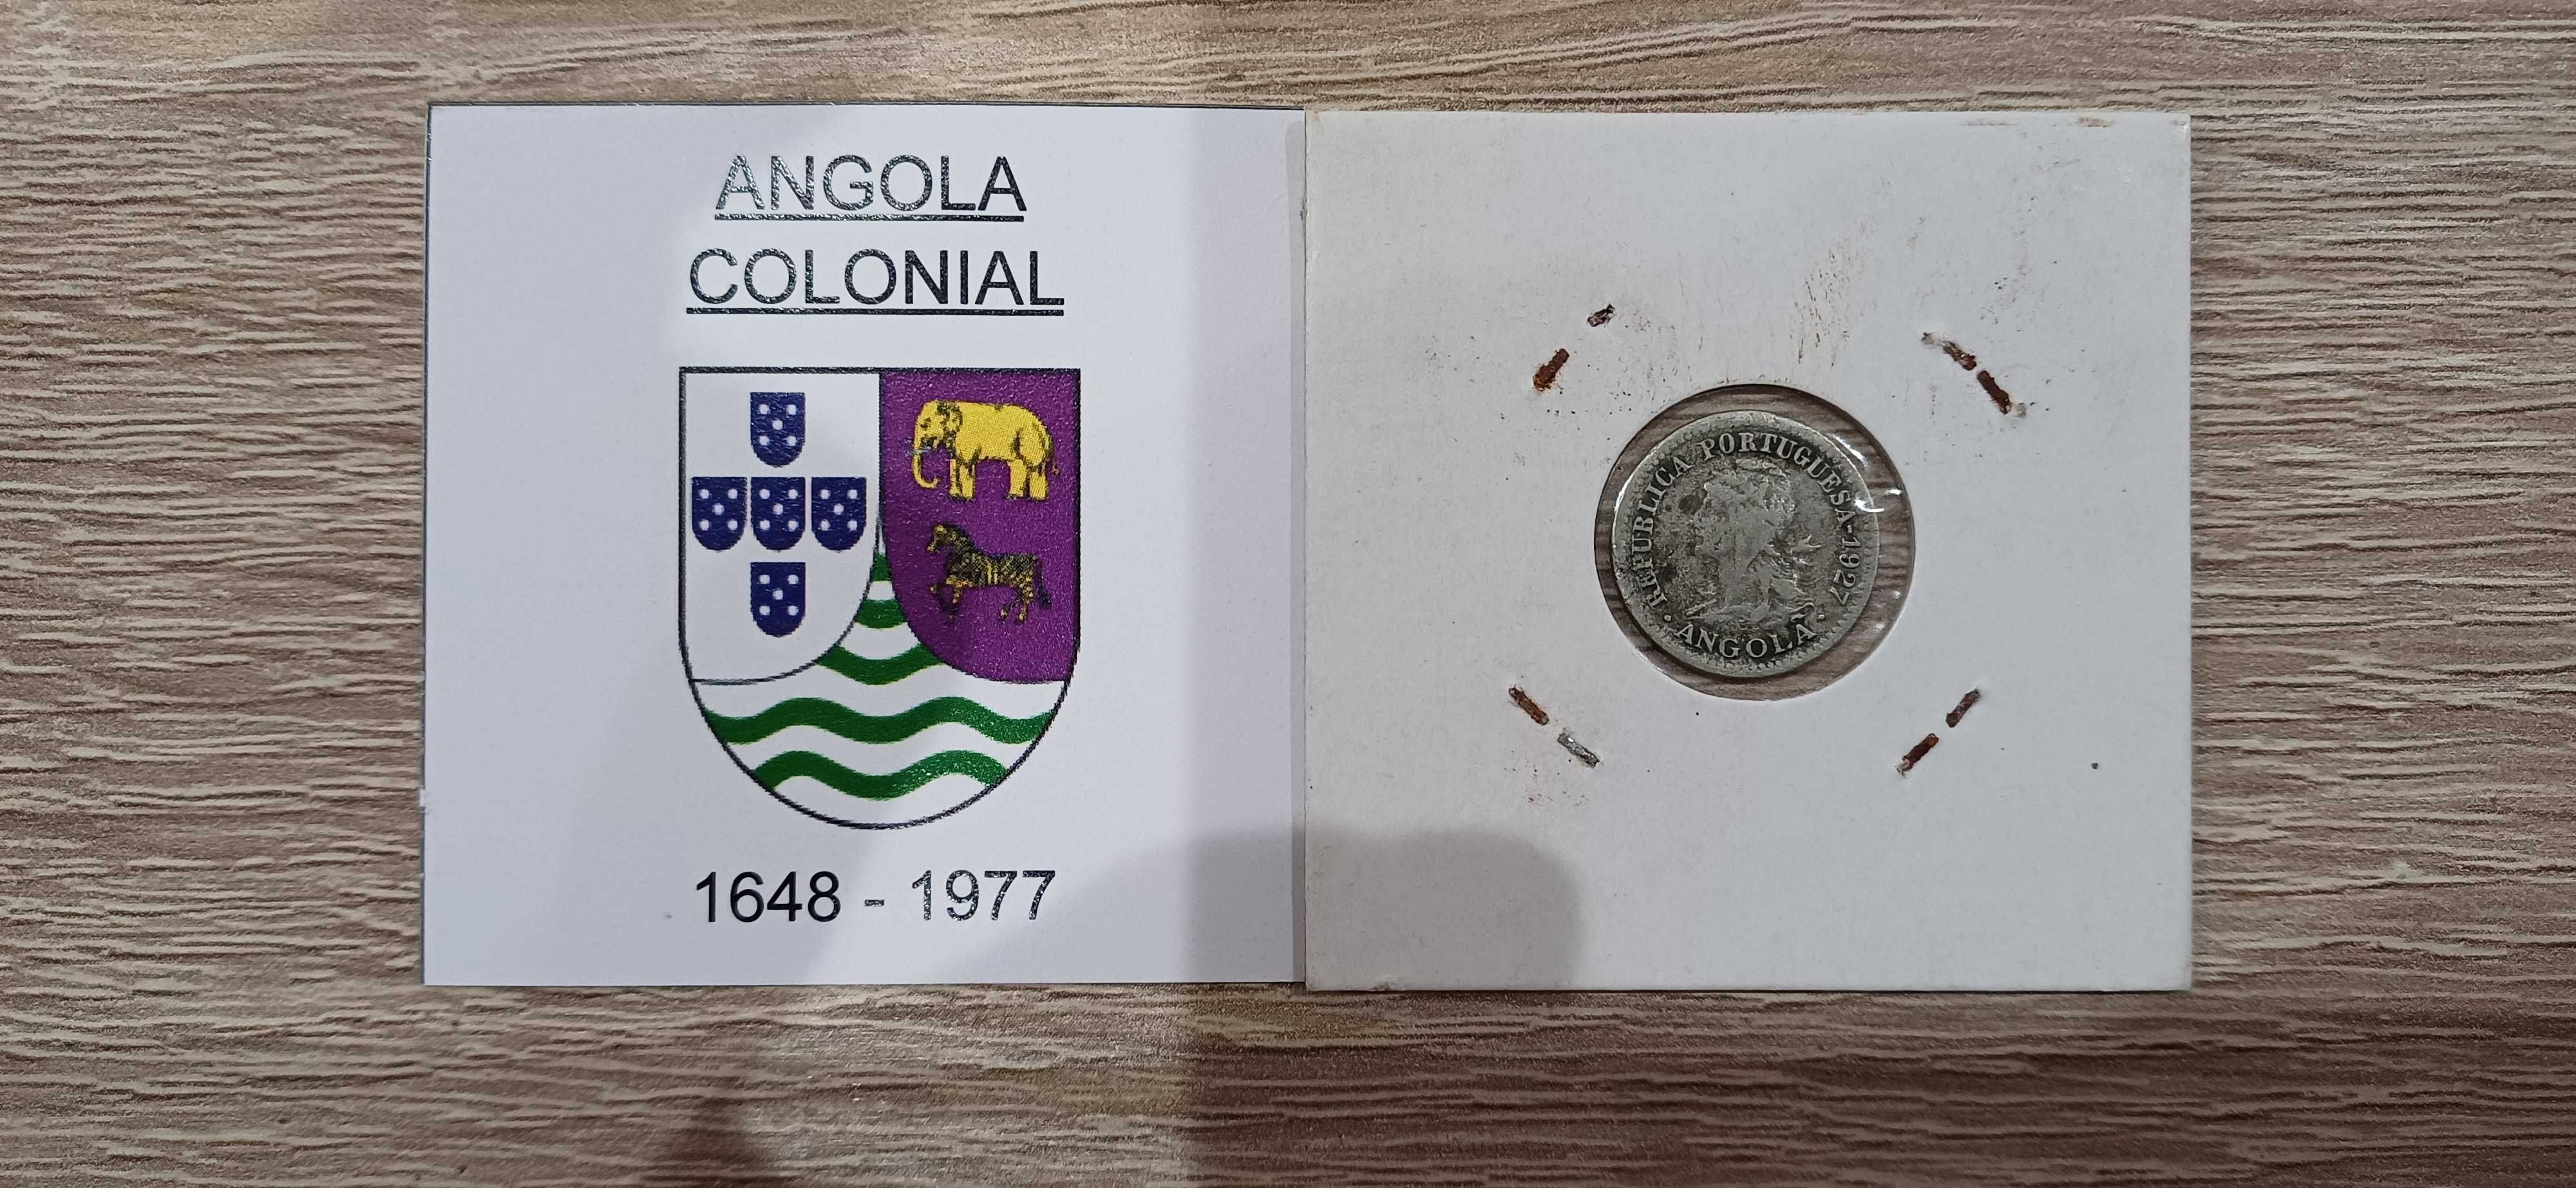 ANGOLA
COLONIAL
1648 - 1977
REPUBLICA PORTUGUESA-1927
• ANGOLA •